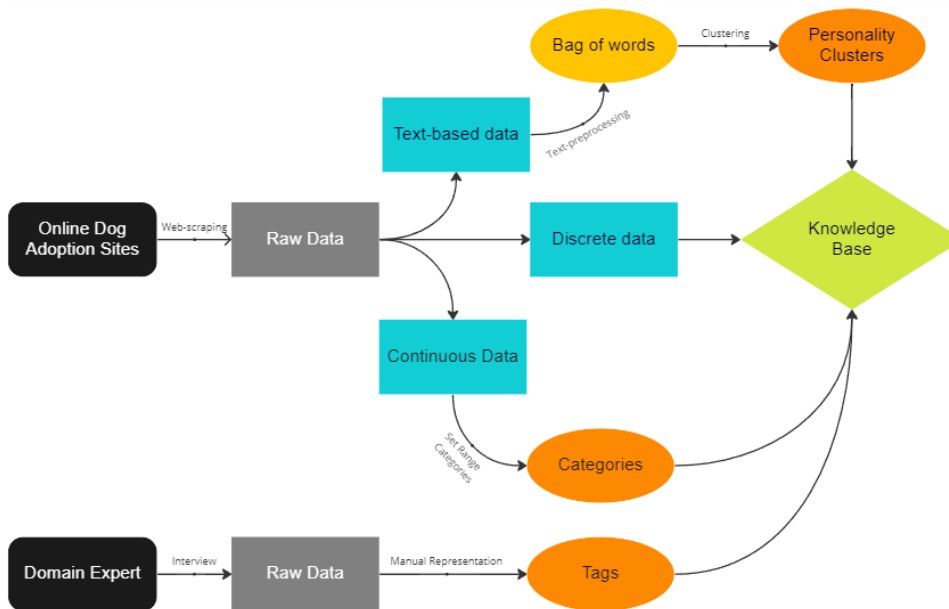 Bag of words
Clustering
Personality
Clusters
Text-based data
Text-preprocessing
Online Dog
Adoption Sites
Web-scraping
Raw Data
Discrete data
Knowledge
Base
Continuous Data
Set Range
Categories
Categories
Domain Expert
Interview
Raw Data
Manual Representation
Tags